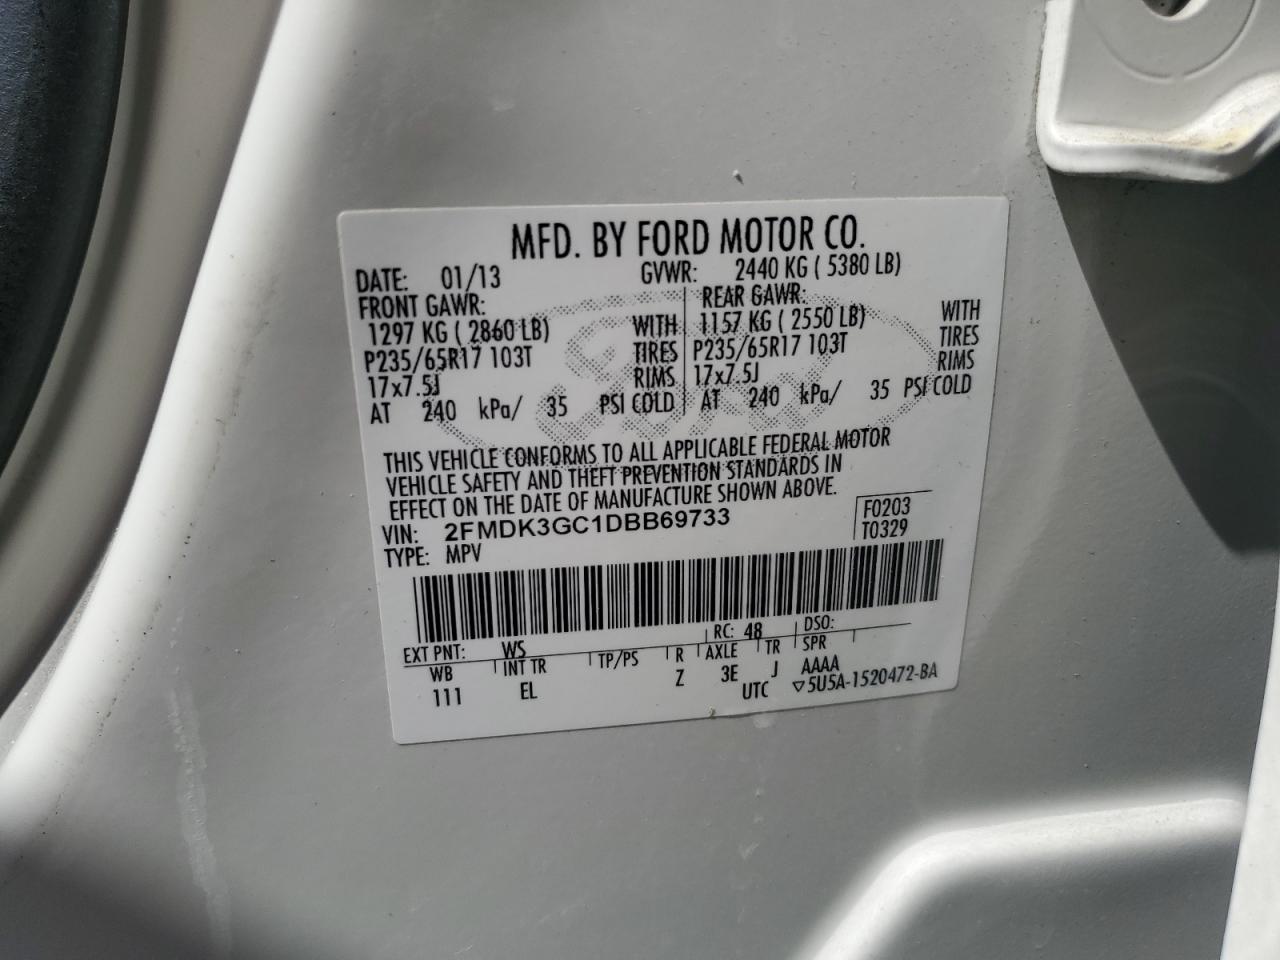 MFD. BY FORD MOTOR CO.
DATE: 01/13 GVWR: 2440 KG ( 5380 LB)
FRONT GAWR: REAR GAWR:
1297 KG ( 2860 LB) WITH 1157 KG ( 2550 LB) WITH
P235/65R17 103T TIRES P235/65R17 103T TIRES
17x7.5J RIMS 17x7.5J RIMS
AT 240 kPa/ 35 PSI COLD AT 240 kPa/ 35 PSI COLD
THIS VEHICLE CONFORMS TO ALL APPLICABLE FEDERAL MOTOR
VEHICLE SAFETY AND THEFT PREVENTION STANDARDS IN
EFFECT ON THE DATE OF MANUFACTURE SHOWN ABOVE.
VIN: 2FMDK3GC1DBB69733 F0203
TYPE: MPV T0329
EXT PNT: WS RC: 48 DSO:
WB INT TR TP/PS R AXLE TR SPR
111 EL Z 3E J AAAA
UTC ▽5U5A-1520472-BA